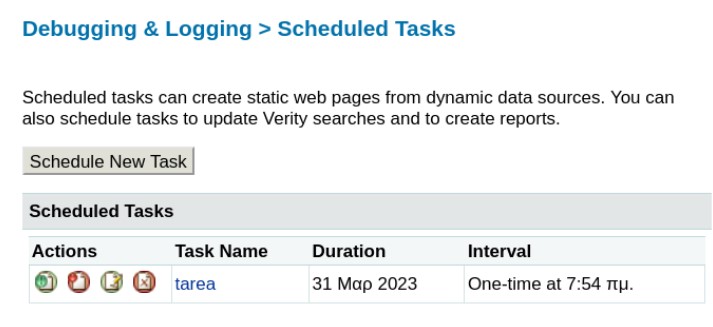 Debugging & Logging > Scheduled Tasks
Scheduled tasks can create static web pages from dynamic data sources. You can
also schedule tasks to update Verity searches and to create reports.
Schedule New Task
Scheduled Tasks
Actions Task Name Duration Interval
tarea 31 Μαρ 2023 One-time at 7:54 πμ.